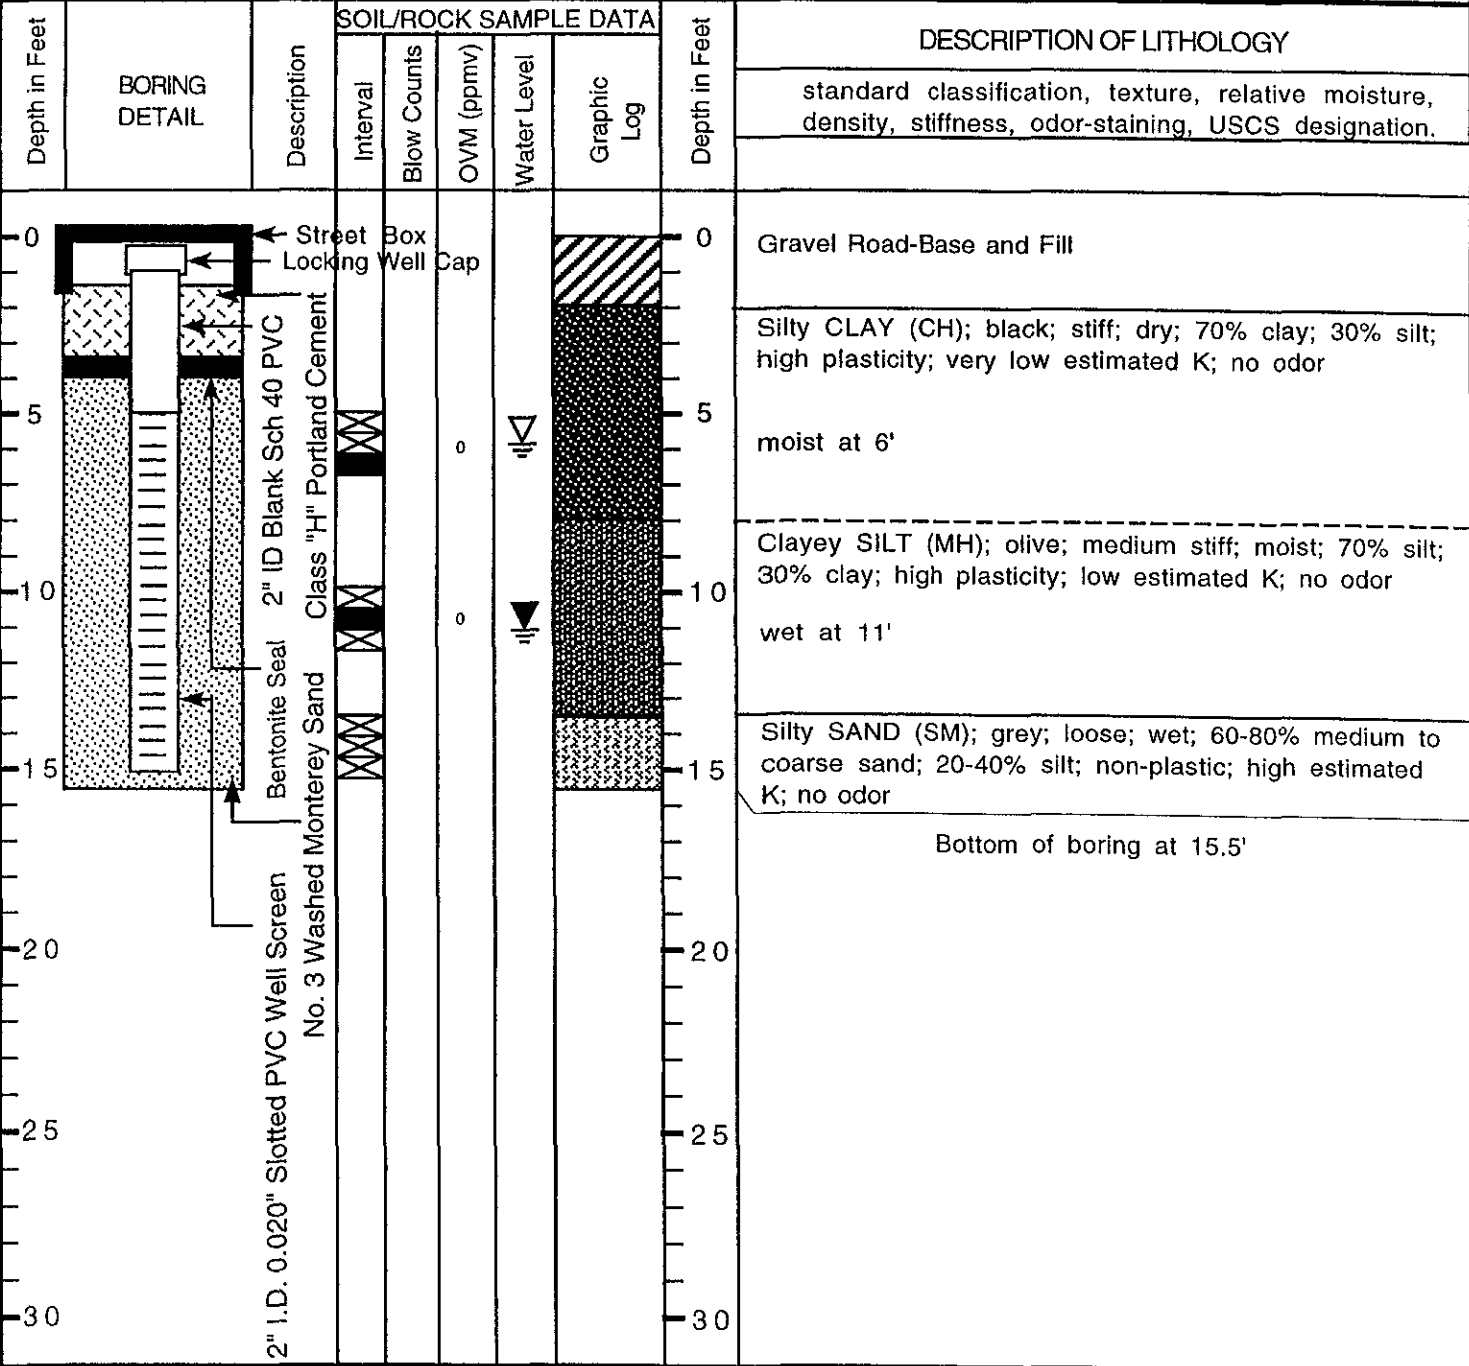 SOIL/ROCK SAMPLE DATA
Depth in Feet
BORING
DETAIL
Description
Interval
Blow Counts
OVM (ppmv)
Water Level
Graphic
Log
Depth in Feet
DESCRIPTION OF LITHOLOGY
standard classification, texture, relative moisture,
density, stiffness, odor-staining, USCS designation.
0
5
10
15
20
25
30
Street Box
Locking Well Cap
2" ID Blank Sch 40 PVC
Class "H" Portland Cement
Bentonite Seal
No. 3 Washed Monterey Sand
2" I.D. 0.020" Slotted PVC Well Screen
0
0
0
5
10
15
20
25
30
Gravel Road-Base and Fill
Silty CLAY (CH); black; stiff; dry; 70% clay; 30% silt;
high plasticity; very low estimated K; no odor
moist at 6'
Clayey SILT (MH); olive; medium stiff; moist; 70% silt;
30% clay; high plasticity; low estimated K; no odor
wet at 11'
Silty SAND (SM); grey; loose; wet; 60-80% medium to
coarse sand; 20-40% silt; non-plastic; high estimated
K; no odor
Bottom of boring at 15.5'